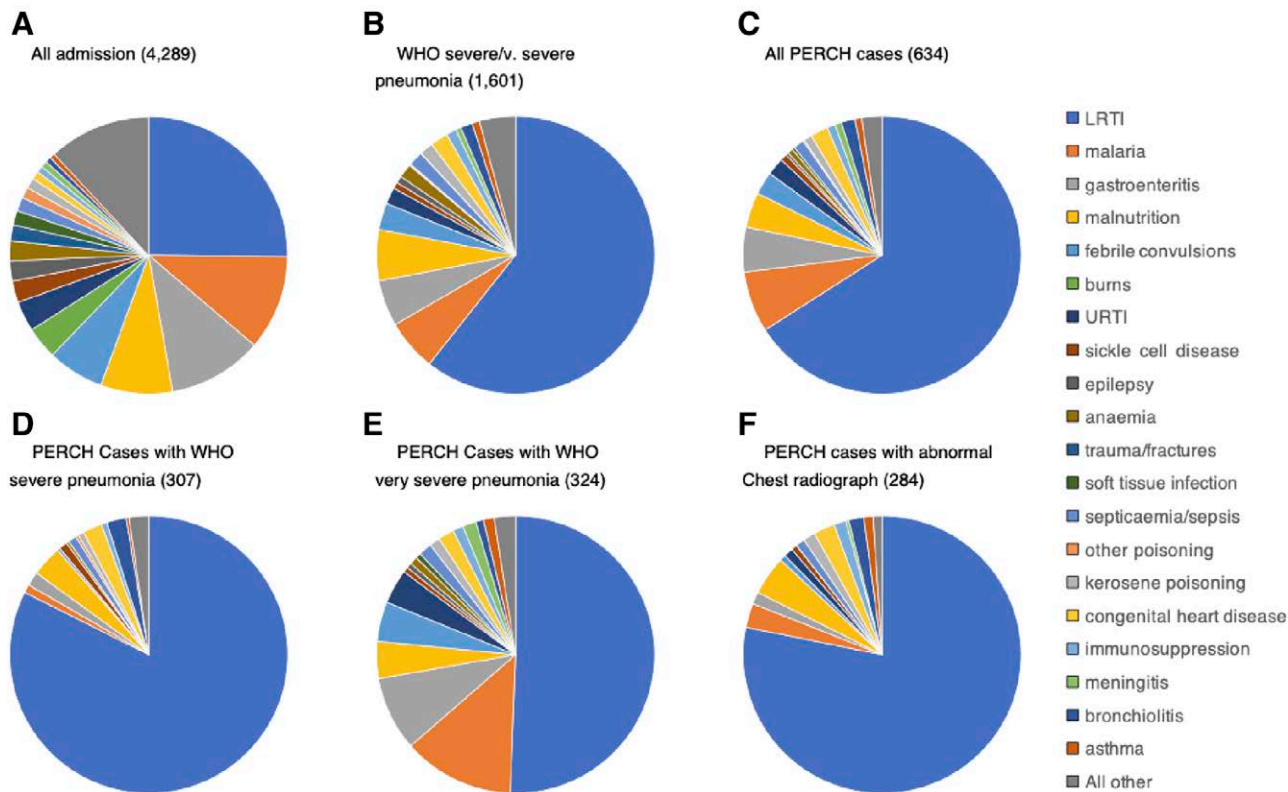 A
All admission (4,289)
B
WHO severe/v. severe
pneumonia (1,601)
C
All PERCH cases (634)
D
PERCH Cases with WHO
severe pneumonia (307)
E
PERCH Cases with WHO
very severe pneumonia (324)
F
PERCH cases with abnormal
Chest radiograph (284)
LRTI
malaria
gastroenteritis
malnutrition
febrile convulsions
burns
URTI
sickle cell disease
epilepsy
anaemia
trauma/fractures
soft tissue infection
septicaemia/sepsis
other poisoning
kerosene poisoning
congenital heart disease
immunosuppression
meningitis
bronchiolitis
asthma
All other